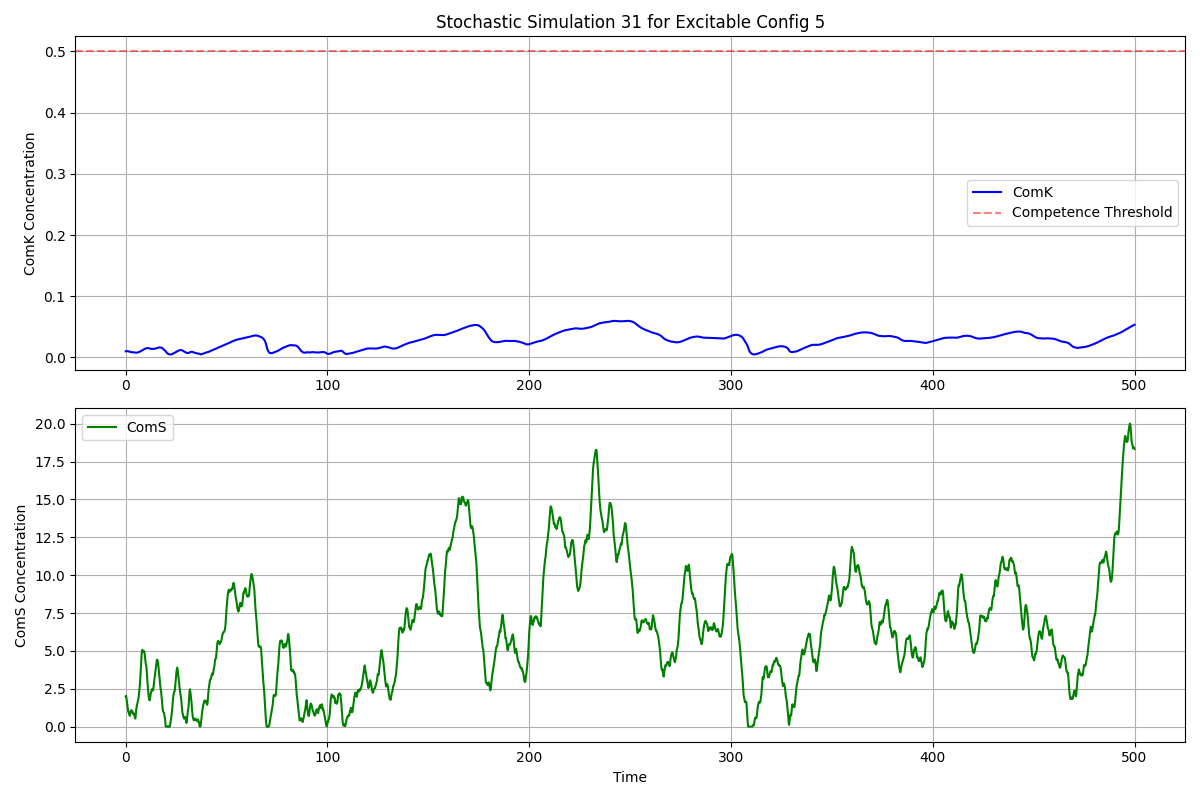 Stochastic Simulation 31 for Excitable Config 5
ComK Concentration
0.5
0.4
0.3
0.2
0.1
0.0
ComK
Competence Threshold
0 100 200 300 400 500
ComS Concentration
20.0
17.5
15.0
12.5
10.0
7.5
5.0
2.5
0.0
ComS
0 100 200 300 400 500
Time